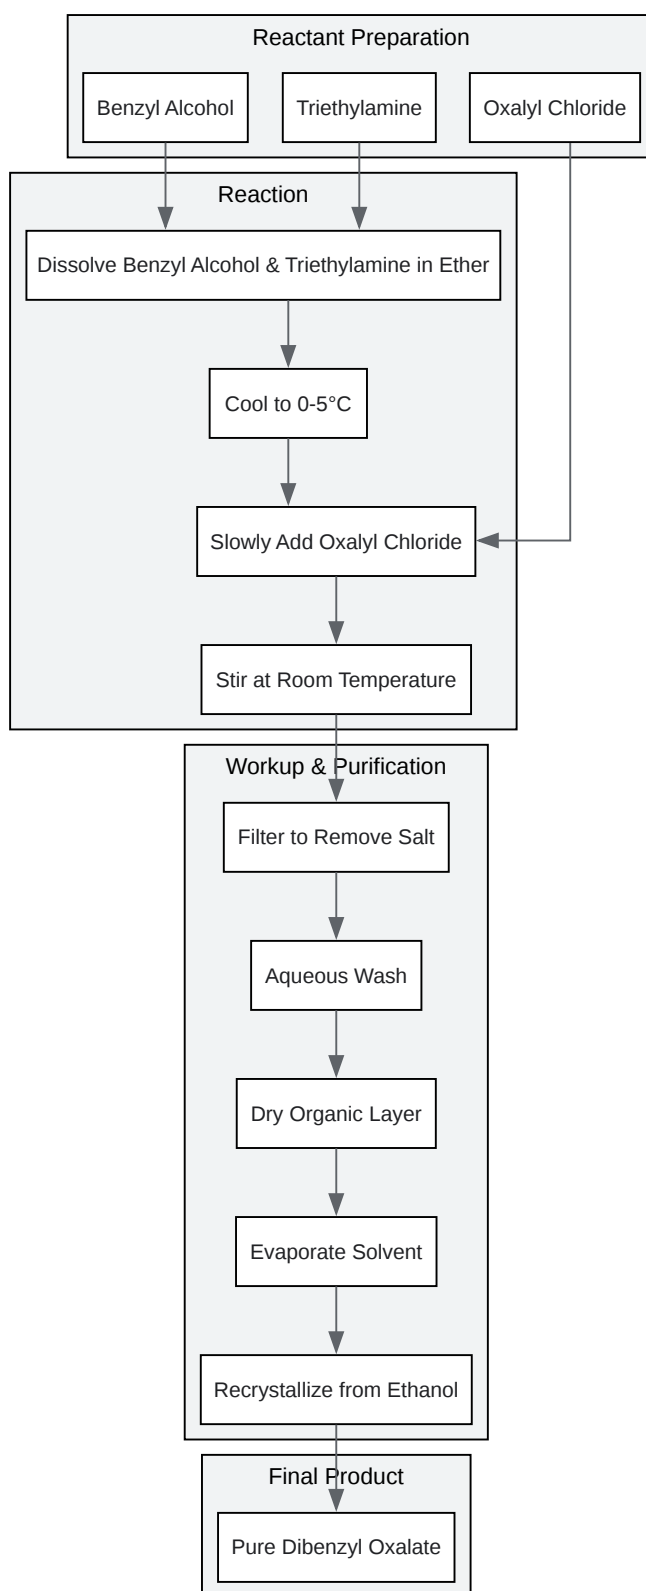 Reactant Preparation
Benzyl Alcohol
Triethylamine
Oxalyl Chloride
Reaction
Dissolve Benzyl Alcohol & Triethylamine in Ether
Cool to 0-5°C
Slowly Add Oxalyl Chloride
Stir at Room Temperature
Workup & Purification
Filter to Remove Salt
Aqueous Wash
Dry Organic Layer
Evaporate Solvent
Recrystallize from Ethanol
Final Product
Pure Dibenzyl Oxalate